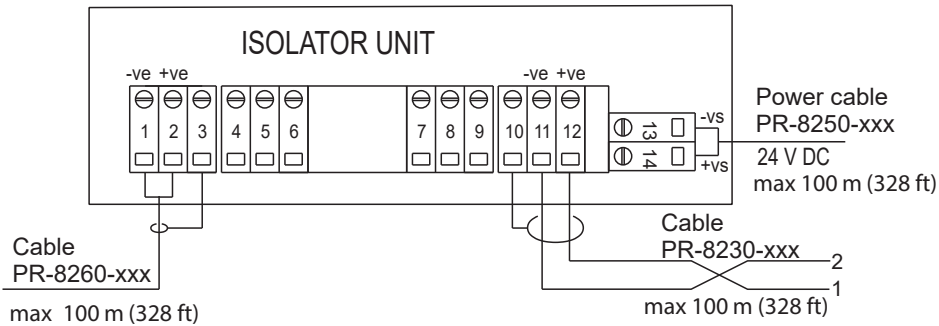 ISOLATOR UNIT
-ve +ve
-ve +ve
1 2 3 4 5 6 7 8 9 10 11 12
13
14
-vs
+vs
Power cable
PR-8250-xxx
24 V DC
max 100 m (328 ft)
Cable
PR-8260-xxx
max 100 m (328 ft)
Cable
PR-8230-xxx
2
1
max 100 m (328 ft)